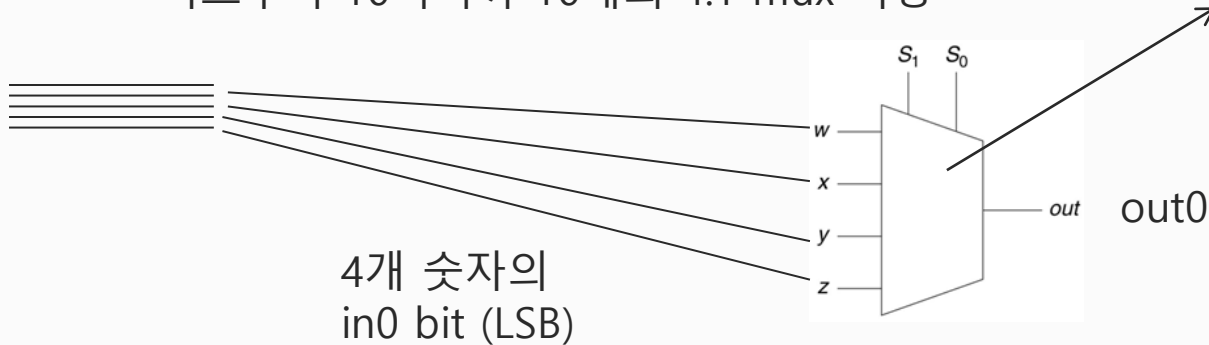 S₁ S₀
w
x
y
z
out
out0
4개 숫자의
in0 bit (LSB)